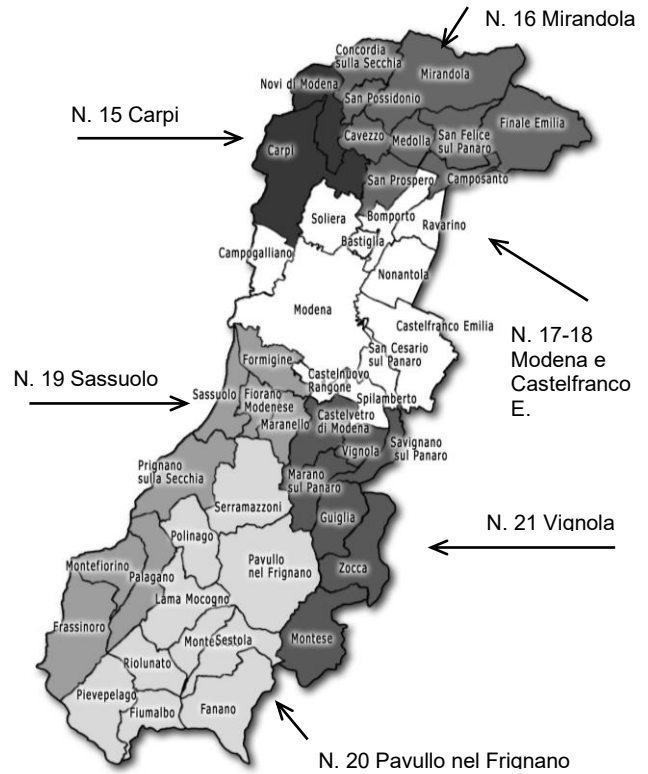 N. 16 Mirandola
Concordia
sulla Secchia
Mirandola
Novi di Modena
San Possidonio
N. 15 Carpi
Finale Emilia
Cavezzo
Medolla
San Felice
sul Panaro
Carpi
San Prospero
Camposanto
Soliera
Bomporto
Ravarino
Bastiglia
Campogalliano
Nonantola
Modena
Castelfranco Emilia
N. 17-18
Modena e
Castelfranco
E.
San Cesario
sul Panaro
Formigine
Castelnuovo
Rangone
N. 19 Sassuolo
Sassuolo
Fiorano
Modenese
Spilamberto
Maranello
Castelvetro
di Modena
Vignola
Savignano
sul Panaro
Prignano
sulla Secchia
Marano
sul Panaro
Serramazzoni
Guiglia
N. 21 Vignola
Polinago
Pavullo
nel Frignano
Zocca
Montefiorino
Palagano
Lama Mocogno
Frassinoro
Monte
Sestola
Montese
Riolunato
Pievepelago
Fiumalbo
Fanano
N. 20 Pavullo nel Frignano